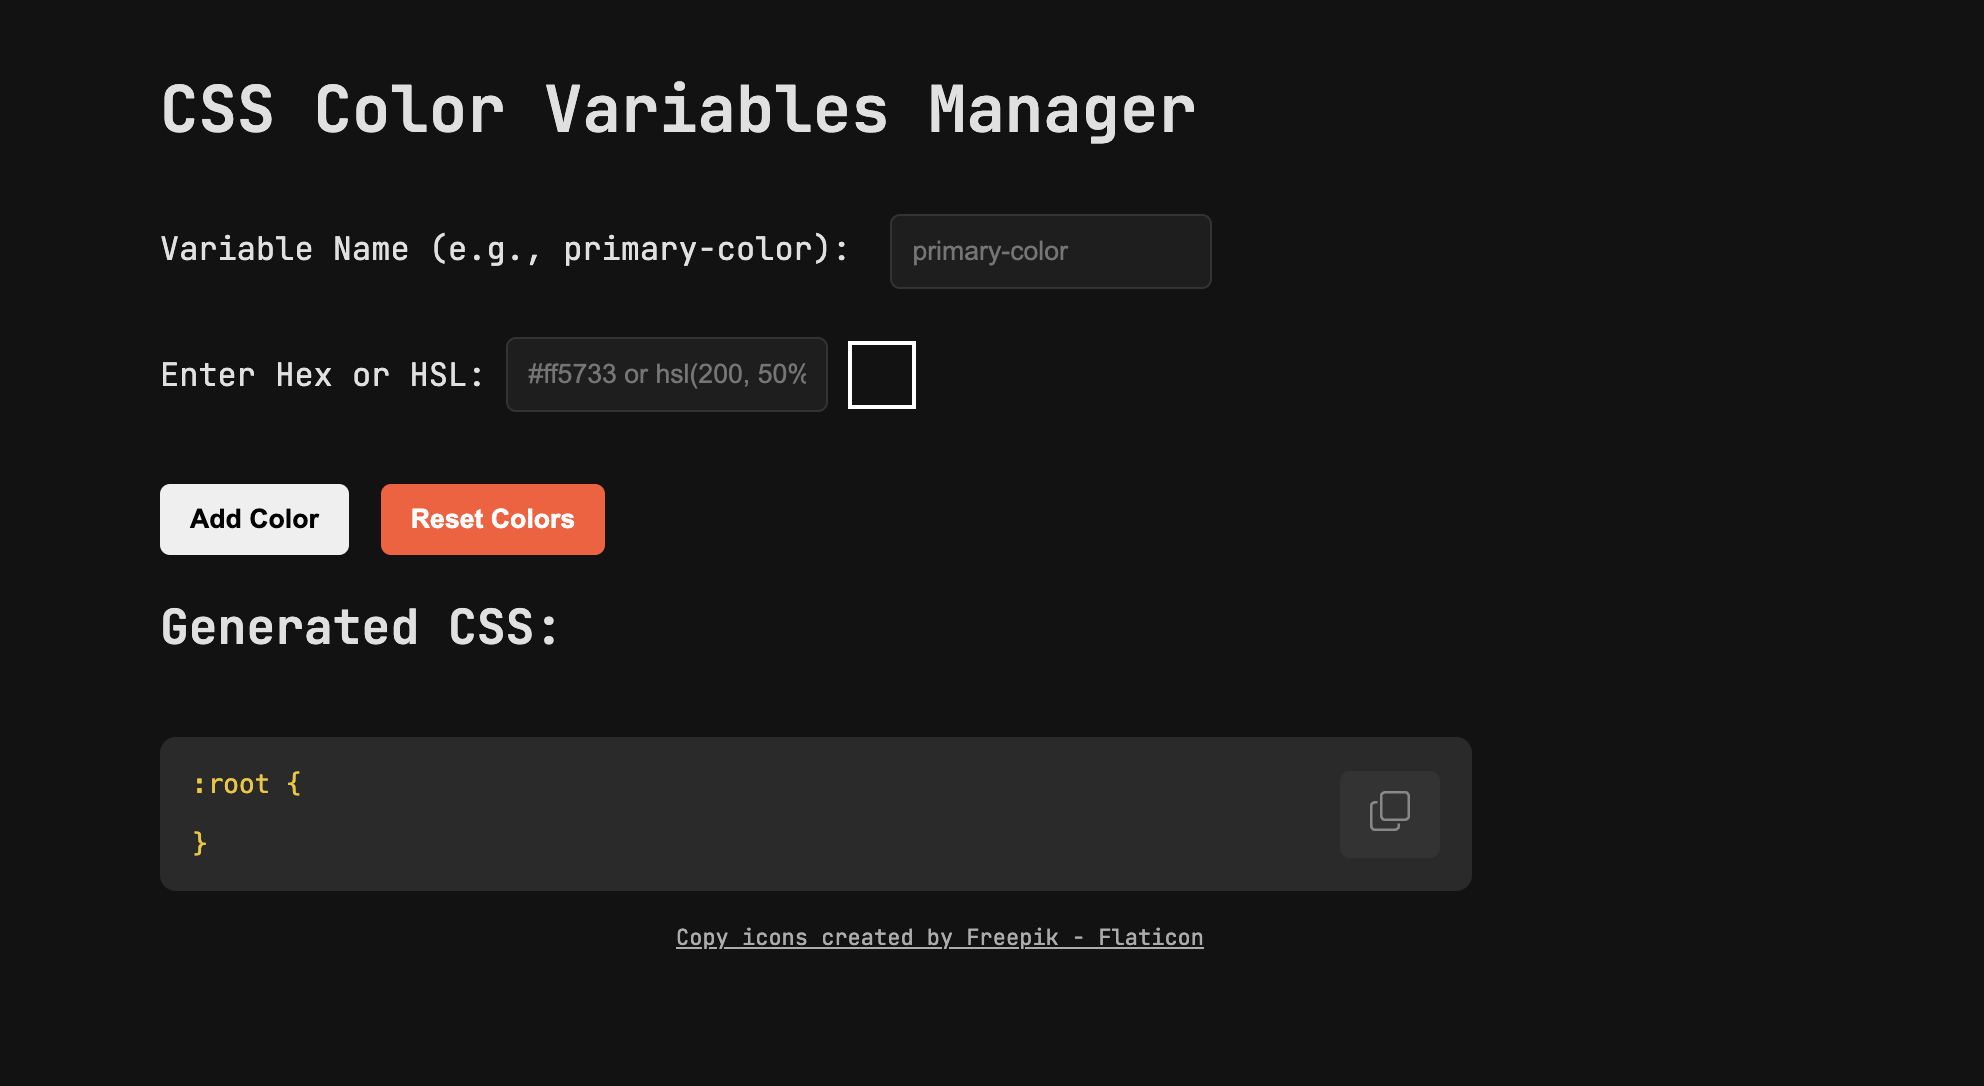 CSS Color Variables Manager
Variable Name (e.g., primary-color): primary-color
Enter Hex or HSL: #ff5733 or hsl(200, 50%
Add Color Reset Colors
Generated CSS:
:root {
}
Copy icons created by Freepik - Flaticon